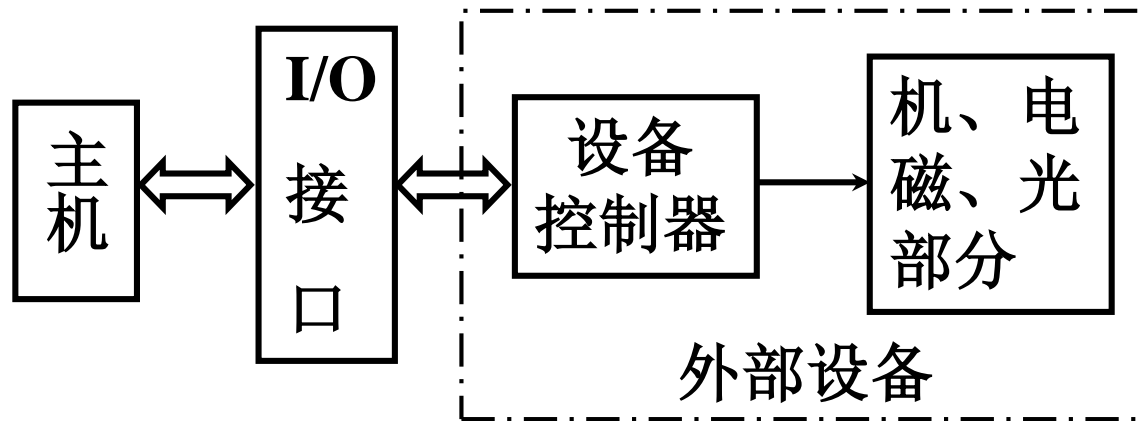 主
机
I/O
接
口
设备
控制器
机、电
磁、光
部分
外部设备